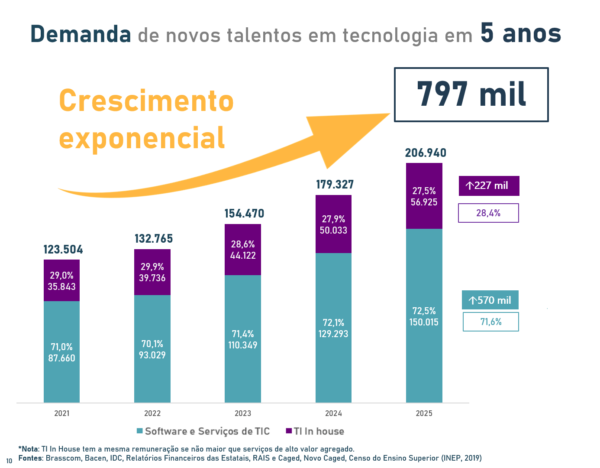 Demanda de novos talentos em tecnologia em 5 anos
797 mil
Crescimento
exponencial
206.940
179.327
154.470
132.765
123.504
27,5%
56.925
↑227 mil
28,4%
27,9%
50.033
28,6%
44.122
29,9%
39.736
29,0%
35.843
↑570 mil
71,6%
72,5%
150.015
72,1%
129.293
71,4%
110.349
70,1%
93.029
71,0%
87.660
2021 2022 2023 2024 2025
Software e Serviços de TIC TI In house
*Nota: TI In House tem a mesma remuneração se não maior que serviços de alto valor agregado.
10 Fontes: Brasscom, Bacen, IDC, Relatórios Financeiros das Estatais, RAIS e Caged, Novo Caged, Censo do Ensino Superior (INEP, 2019)